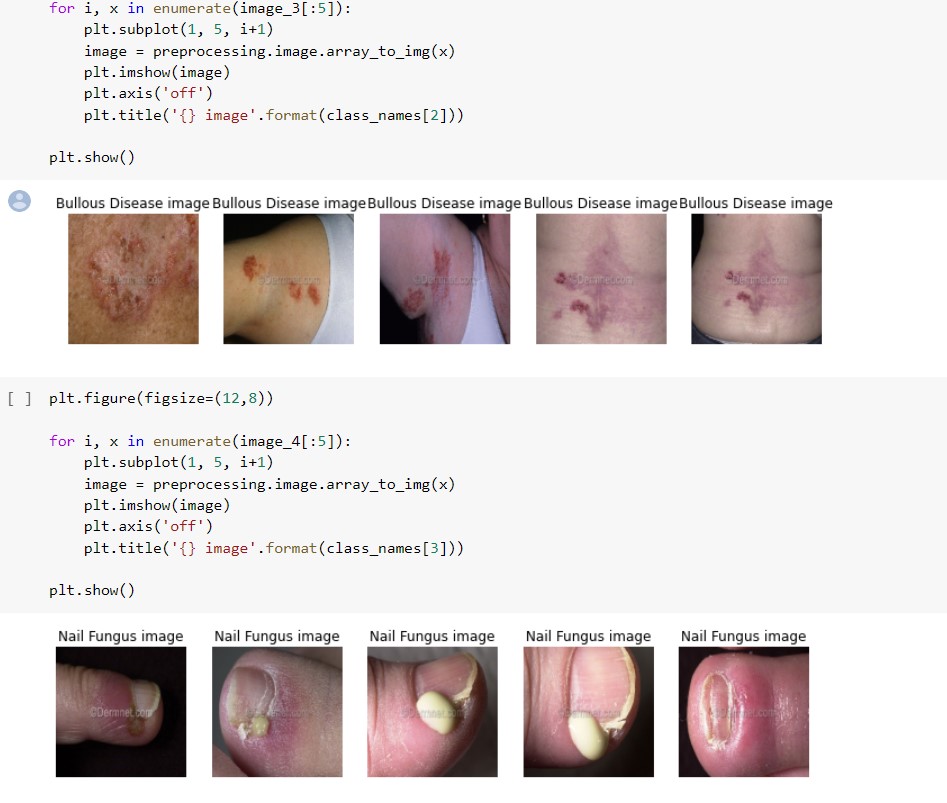 for i, x in enumerate(image_3[:5]):
    plt.subplot(1, 5, i+1)
    image = preprocessing.image.array_to_img(x)
    plt.imshow(image)
    plt.axis('off')
    plt.title('{} image'.format(class_names[2]))
plt.show()
Bullous Disease image Bullous Disease image Bullous Disease image Bullous Disease image Bullous Disease image
©Dermnet.com ©Dermnet.com ©Dermnet.com ©Dermnet.com ©Dermnet.com
[ ] plt.figure(figsize=(12,8))
for i, x in enumerate(image_4[:5]):
    plt.subplot(1, 5, i+1)
    image = preprocessing.image.array_to_img(x)
    plt.imshow(image)
    plt.axis('off')
    plt.title('{} image'.format(class_names[3]))
plt.show()
Nail Fungus image Nail Fungus image Nail Fungus image Nail Fungus image Nail Fungus image
©Dermnet.com ©Dermnet.com ©Dermnet.com ©Dermnet.com ©Dermnet.com